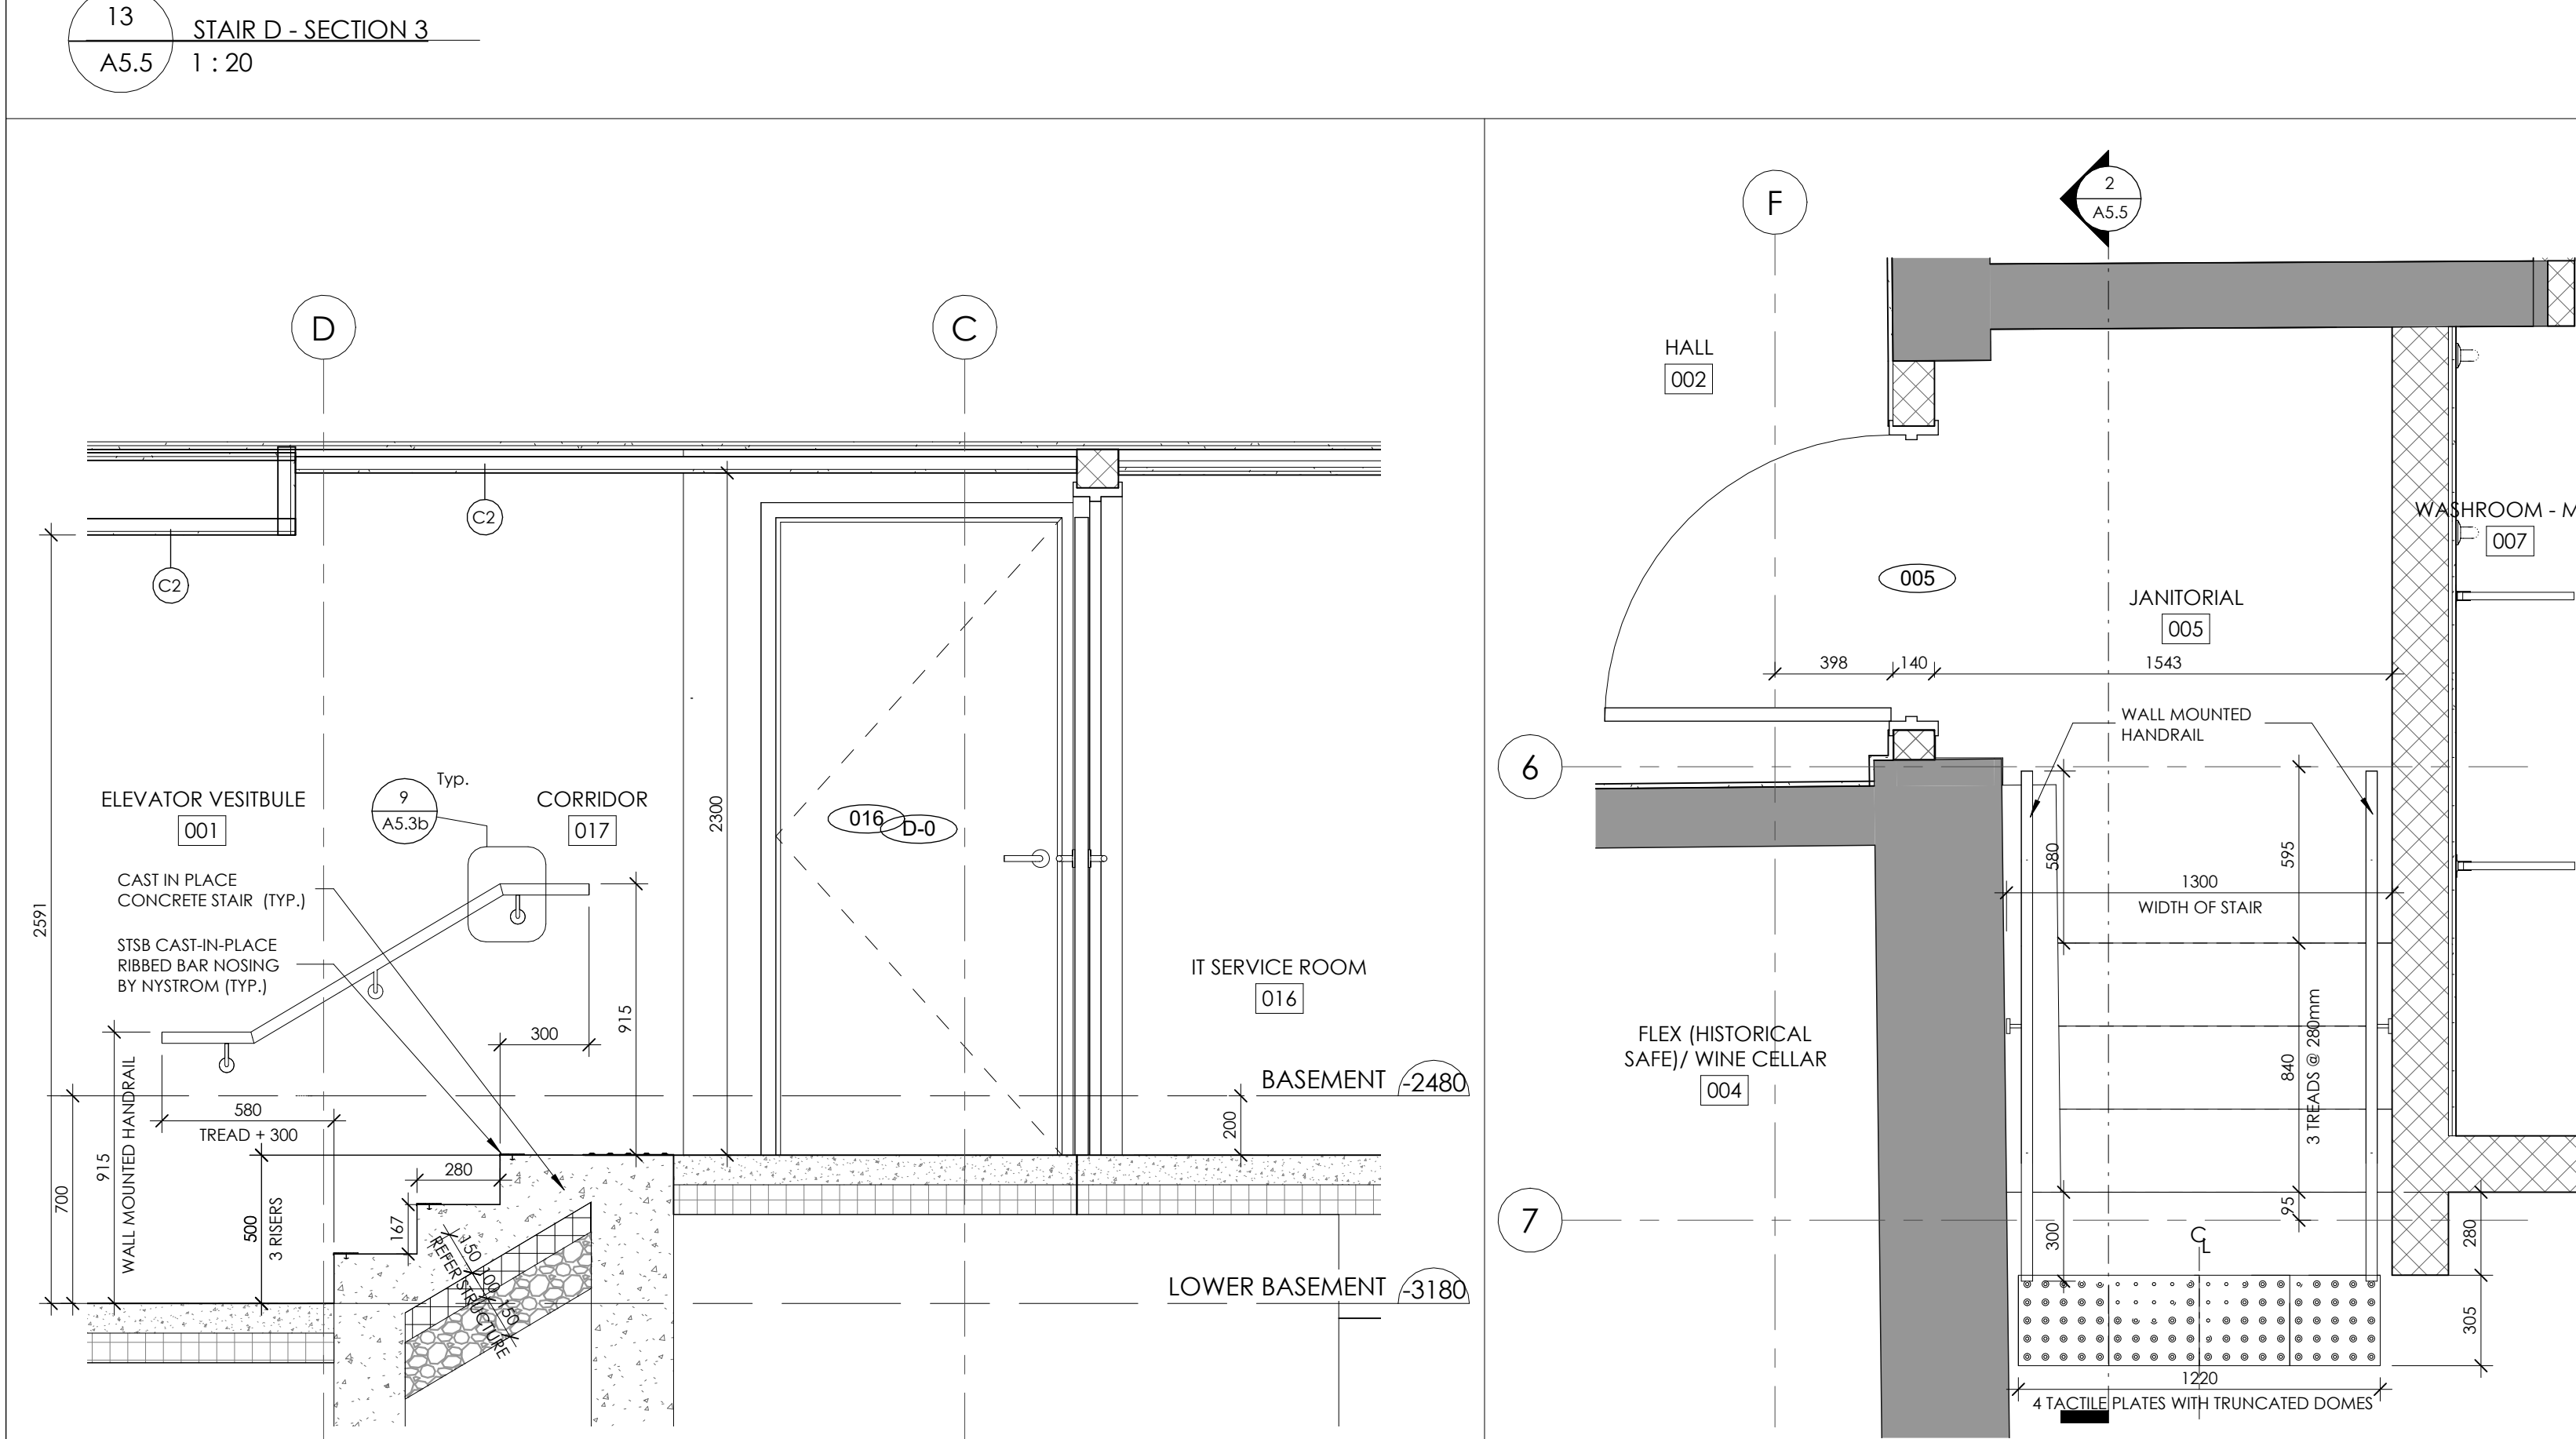 13
A5.5
STAIR D - SECTION 3
1 : 20
D
C
C2
C2
2591
2300
ELEVATOR VESITBULE
001
9
A5.3b
Typ.
CORRIDOR
017
016
D-0
CAST IN PLACE
CONCRETE STAIR (TYP.)
STSB CAST-IN-PLACE
RIBBED BAR NOSING
BY NYSTROM (TYP.)
IT SERVICE ROOM
016
300
915
BASEMENT
-2480
200
580
TREAD + 300
915
WALL MOUNTED HANDRAIL
700
500
3 RISERS
280
167
150
100
150
REFER STRUCTURE
LOWER BASEMENT
-3180
F
2
A5.5
HALL
002
WASHROOM - M
007
005
JANITORIAL
005
398
140
1543
WALL MOUNTED
HANDRAIL
6
580
595
1300
WIDTH OF STAIR
FLEX (HISTORICAL
SAFE)/ WINE CELLAR
004
840
3 TREADS @ 280mm
7
95
300
CL
280
305
1220
4 TACTILE PLATES WITH TRUNCATED DOMES